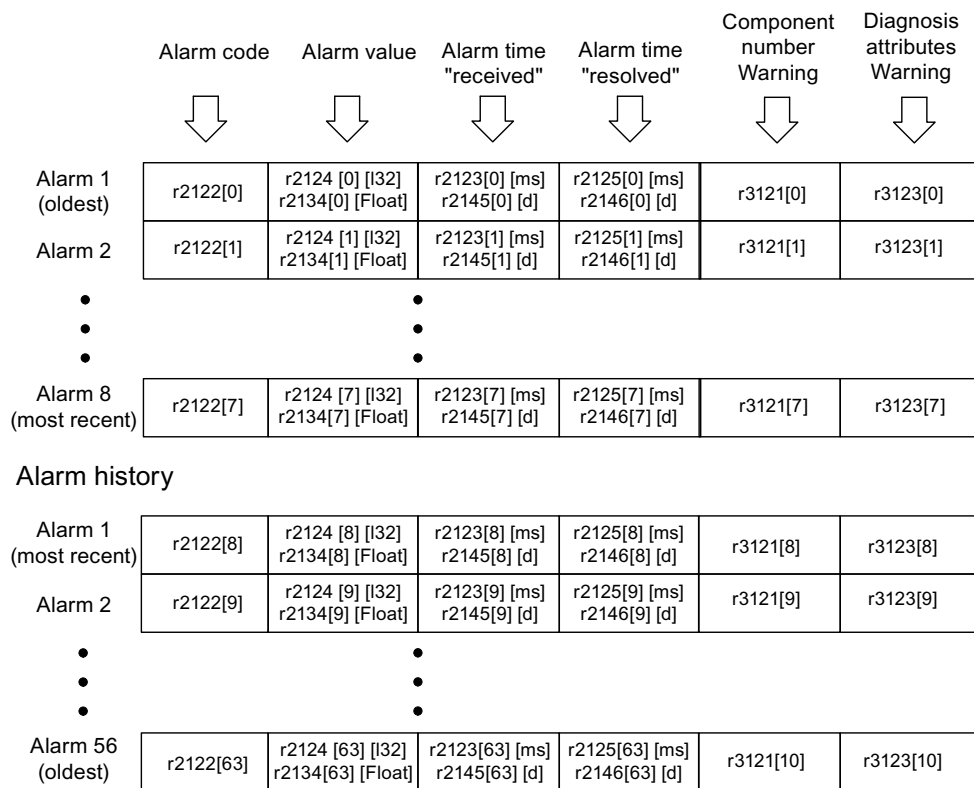 Alarm code
Alarm value
Alarm time
"received"
Alarm time
"resolved"
Component
number
Warning
Diagnosis
attributes
Warning
Alarm 1
(oldest)
r2122[0]
r2124 [0] [I32]
r2134[0] [Float]
r2123[0] [ms]
r2145[0] [d]
r2125[0] [ms]
r2146[0] [d]
r3121[0]
r3123[0]
Alarm 2
r2122[1]
r2124 [1] [I32]
r2134[1] [Float]
r2123[1] [ms]
r2145[1] [d]
r2125[1] [ms]
r2146[1] [d]
r3121[1]
r3123[1]
Alarm 8
(most recent)
r2122[7]
r2124 [7] [I32]
r2134[7] [Float]
r2123[7] [ms]
r2145[7] [d]
r2125[7] [ms]
r2146[7] [d]
r3121[7]
r3123[7]
Alarm history
Alarm 1
(most recent)
r2122[8]
r2124 [8] [I32]
r2134[8] [Float]
r2123[8] [ms]
r2145[8] [d]
r2125[8] [ms]
r2146[8] [d]
r3121[8]
r3123[8]
Alarm 2
r2122[9]
r2124 [9] [I32]
r2134[9] [Float]
r2123[9] [ms]
r2145[9] [d]
r2125[9] [ms]
r2146[9] [d]
r3121[9]
r3123[9]
Alarm 56
(oldest)
r2122[63]
r2124 [63] [I32]
r2134[63] [Float]
r2123[63] [ms]
r2145[63] [d]
r2125[63] [ms]
r2146[63] [d]
r3121[10]
r3123[10]